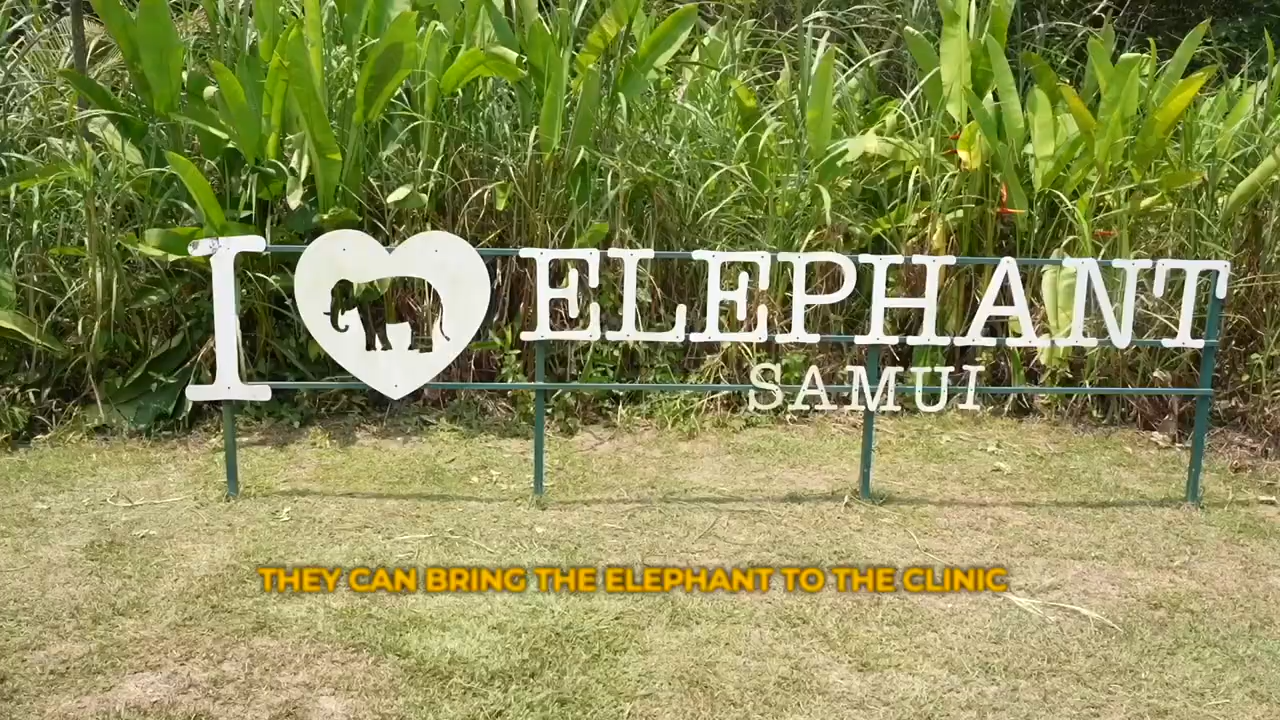 I ELEPHANT
SAMUI
THEY CAN BRING THE ELEPHANT TO THE CLINIC